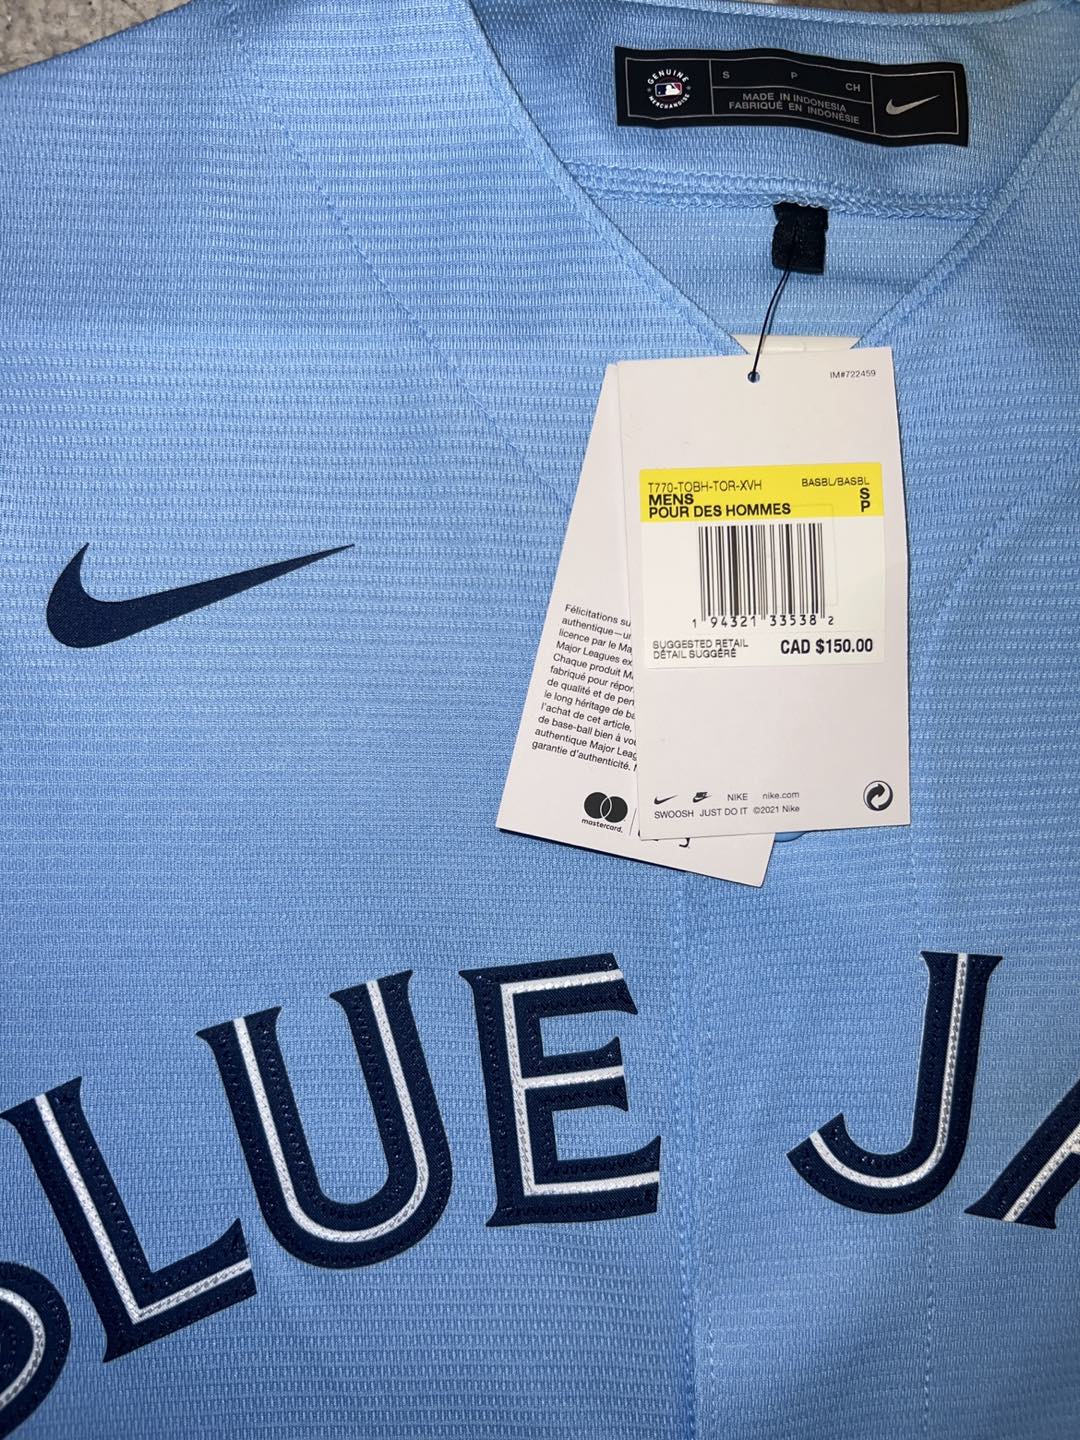 GENUINE
MERCHANDISE
S P CH
MADE IN INDONESIA
FABRIQUÉ EN INDONÉSIE
IM#722459
T770-TOBH-TOR-XVH BASBL/BASBL
MENS S
POUR DES HOMMES P
1 94321 33538 2
SUGGESTED RETAIL
DÉTAIL SUGGÉRÉ CAD $150.00
NIKE nike.com
SWOOSH JUST DO IT ©2021 Nike
Félicitations
authentique—
licence par le
Major Leagues
Chaque produit
fabriqué pour
de qualité et de
le long héritage de
l'achat de cet article,
de base-ball bien à
authentique Major
garantie d'authenticité.
mastercard.
BLUE JA